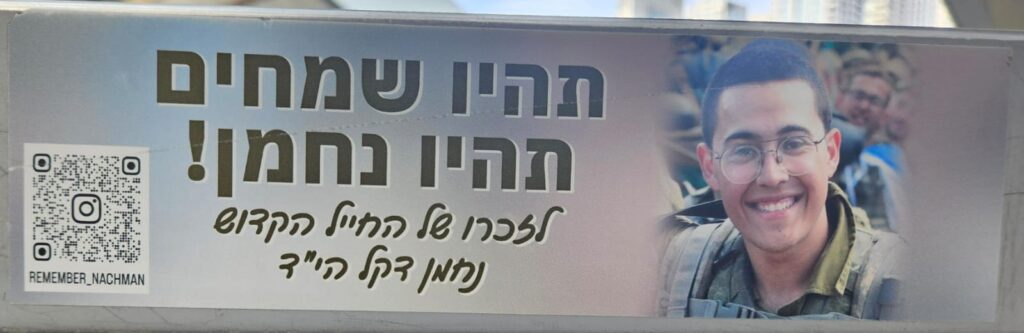 תהיו שמחים
תהיו נחמן!
לזכרו של החייל הקדוש
נחמן דקל הי"ד
REMEMBER_NACHMAN